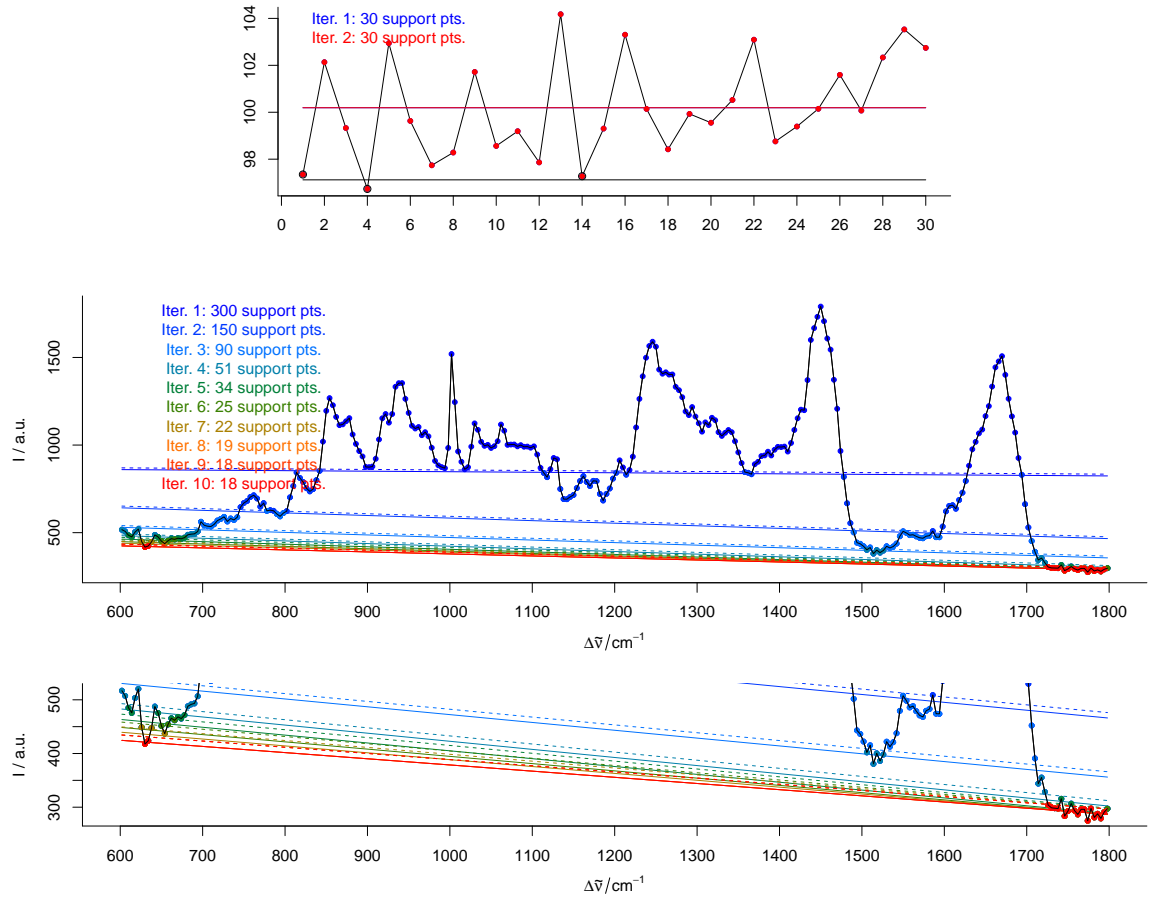 Iter. 1: 30 support pts.
Iter. 2: 30 support pts.
104
102
100
98
0 2 4 6 8 10 12 14 16 18 20 22 24 26 28 30
Iter. 1: 300 support pts.
Iter. 2: 150 support pts.
Iter. 3: 90 support pts.
Iter. 4: 51 support pts.
Iter. 5: 34 support pts.
Iter. 6: 25 support pts.
Iter. 7: 22 support pts.
Iter. 8: 19 support pts.
Iter. 9: 18 support pts.
Iter. 10: 18 support pts.
I / a.u.
1500
1000
500
600 700 800 900 1000 1100 1200 1300 1400 1500 1600 1700 1800
Δν̃/cm⁻¹
I / a.u.
600
400
300
600 700 800 900 1000 1100 1200 1300 1400 1500 1600 1700 1800
Δν̃/cm⁻¹